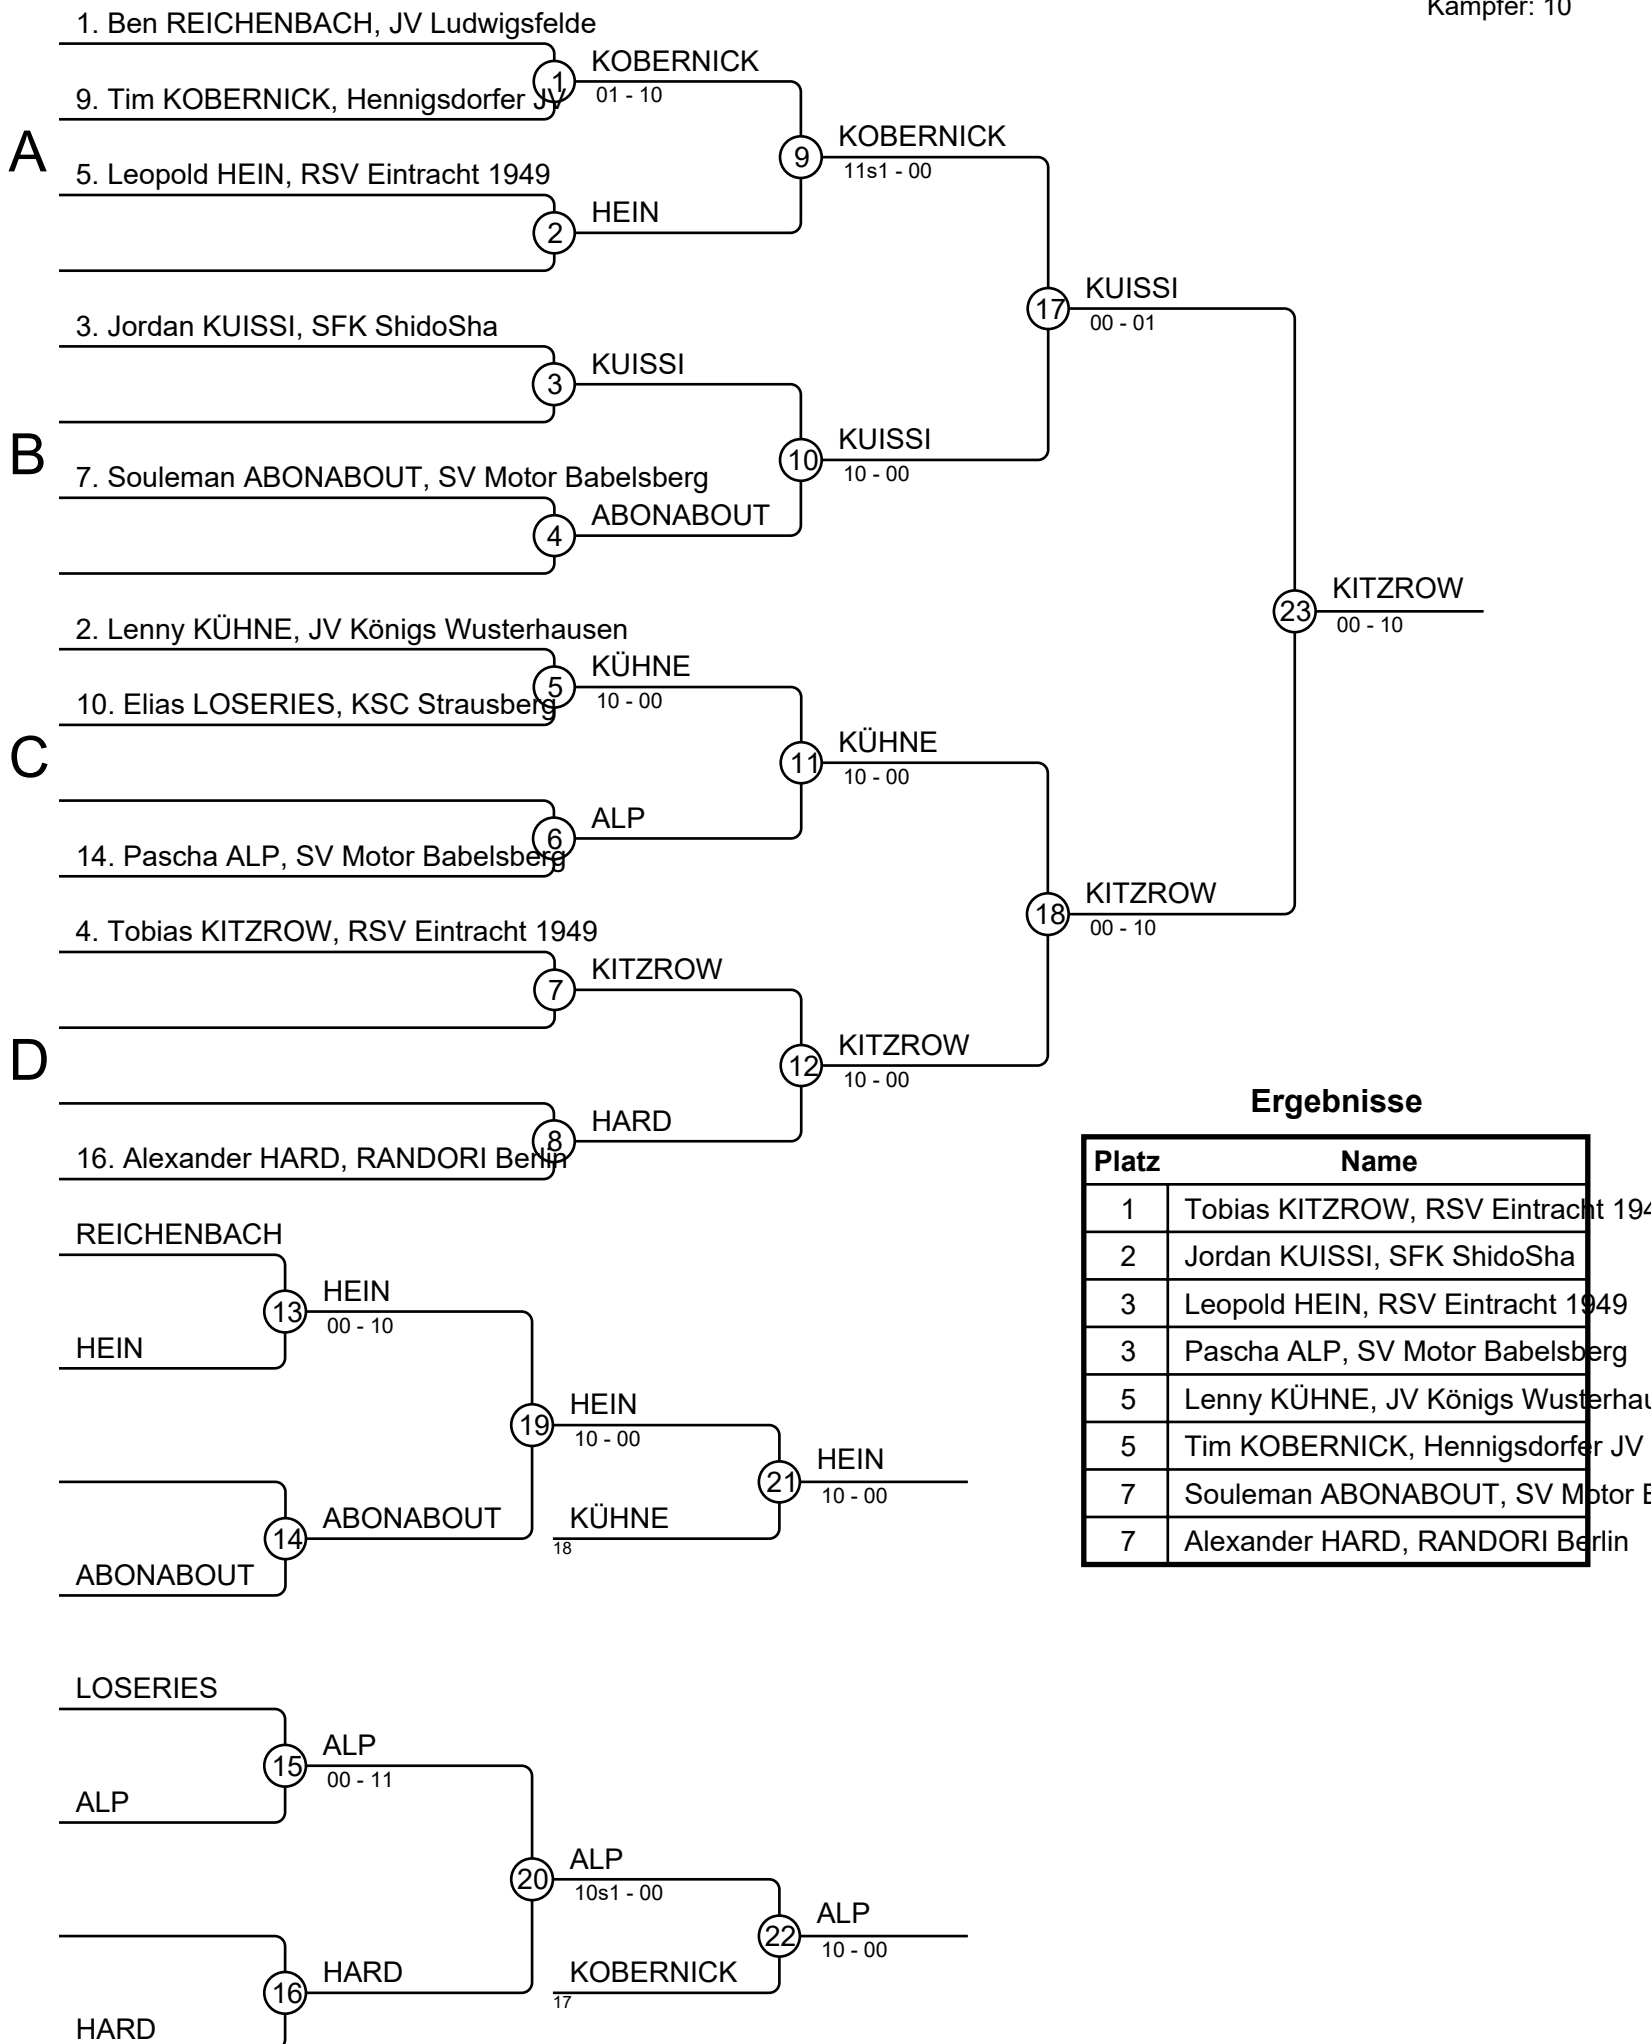 Kämpfer: 10
1. Ben REICHENBACH, JV Ludwigsfelde
1
KOBERNICK
01 - 10
9. Tim KOBERNICK, Hennigsdorfer JV
A
9
KOBERNICK
11s1 - 00
5. Leopold HEIN, RSV Eintracht 1949
2
HEIN
17
KUISSI
00 - 01
3. Jordan KUISSI, SFK ShidoSha
3
KUISSI
B
10
KUISSI
10 - 00
7. Souleman ABONABOUT, SV Motor Babelsberg
4
ABONABOUT
23
KITZROW
00 - 10
2. Lenny KÜHNE, JV Königs Wusterhausen
5
KÜHNE
10 - 00
10. Elias LOSERIES, KSC Strausberg
C
11
KÜHNE
10 - 00
6
ALP
14. Pascha ALP, SV Motor Babelsberg
18
KITZROW
00 - 10
4. Tobias KITZROW, RSV Eintracht 1949
7
KITZROW
D
12
KITZROW
10 - 00
8
HARD
16. Alexander HARD, RANDORI Berlin
Ergebnisse
Platz Name
1 Tobias KITZROW, RSV Eintracht 194
2 Jordan KUISSI, SFK ShidoSha
3 Leopold HEIN, RSV Eintracht 1949
3 Pascha ALP, SV Motor Babelsberg
5 Lenny KÜHNE, JV Königs Wusterhau
5 Tim KOBERNICK, Hennigsdorfer JV
7 Souleman ABONABOUT, SV Motor B
7 Alexander HARD, RANDORI Berlin
REICHENBACH
13
HEIN
00 - 10
HEIN
19
HEIN
10 - 00
21
HEIN
10 - 00
14
ABONABOUT
KÜHNE
18
ABONABOUT
LOSERIES
15
ALP
00 - 11
ALP
20
ALP
10s1 - 00
22
ALP
10 - 00
16
HARD
KOBERNICK
17
HARD